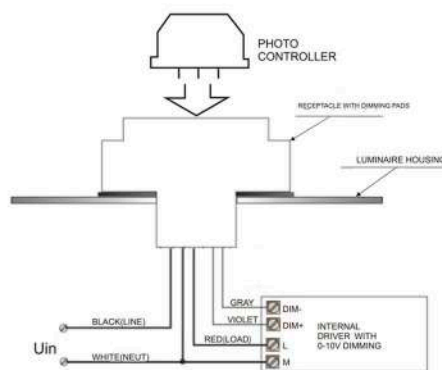 PHOTO
CONTROLLER
RECEPTACLE WITH DIMMING PADS
LUMINAIRE HOUSING
GRAY
DIM-
VIOLET
DIM+
BLACK(LINE)
RED(LOAD)
L
INTERNAL
DRIVER WITH
0-10V DIMMING
Uin
WHITE(NEUT)
M